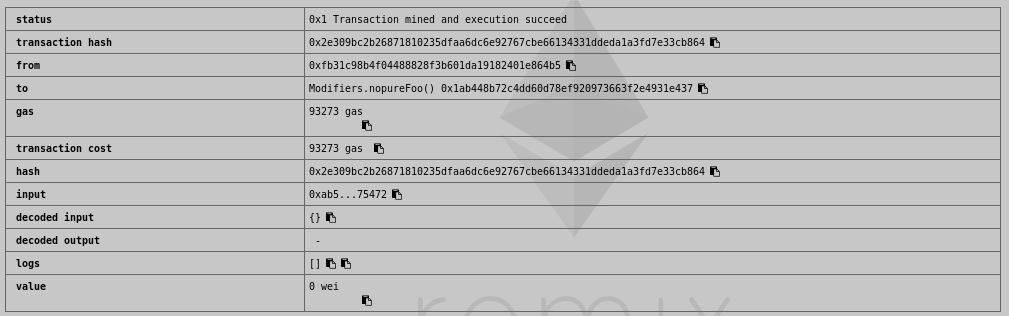 status 0x1 Transaction mined and execution succeed
transaction hash 0x2e309bc2b26871810235dfaa6dc6e92767cbe66134331ddeda1a3fd7e33cb864
from 0xfb31c98b4f04488828f3b601da19182401e864b5
to Modifiers.nopureFoo() 0x1ab448b72c4dd60d78ef920973663f2e4931e437
gas 93273 gas
transaction cost 93273 gas
hash 0x2e309bc2b26871810235dfaa6dc6e92767cbe66134331ddeda1a3fd7e33cb864
input 0xab5...75472
decoded input {}
decoded output -
logs []
value 0 wei
remix